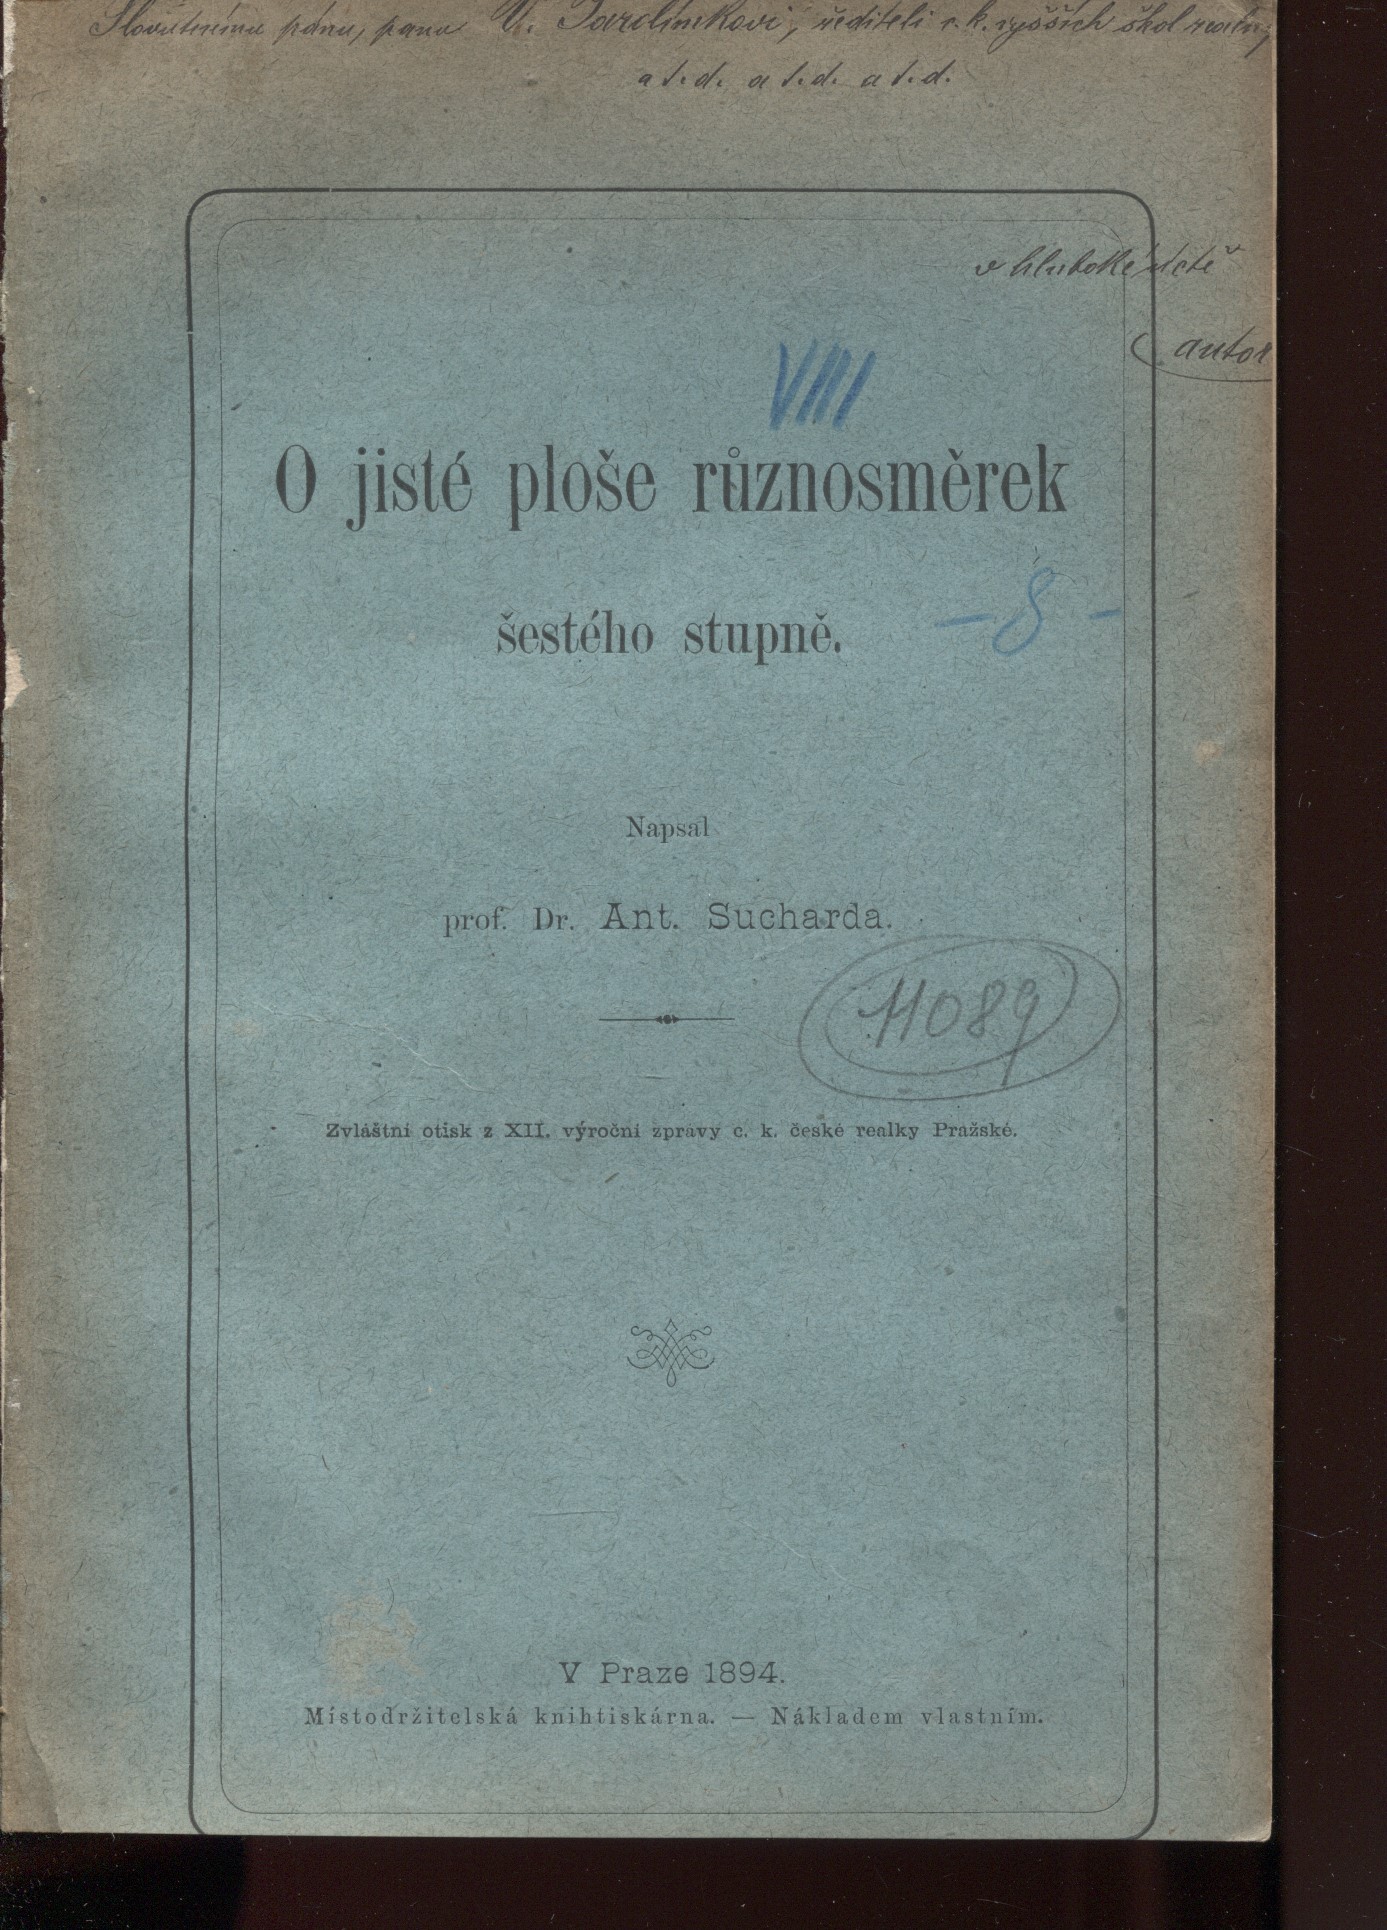 Slovutnému pánu, panu V. Jarolímkovi, řediteli c. k. vyšších škol reáln.
a t. d. a t. d. a t. d.
v hluboké úctě
autor
VIII
O jisté ploše různosměrek
šestého stupně.
– 8 –
Napsal
prof. Dr. Ant. Sucharda.
11089
Zvláštní otisk z XII. výroční zprávy c. k. české realky Pražské.
V Praze 1894.
Místodržitelská knihtiskárna. — Nákladem vlastním.